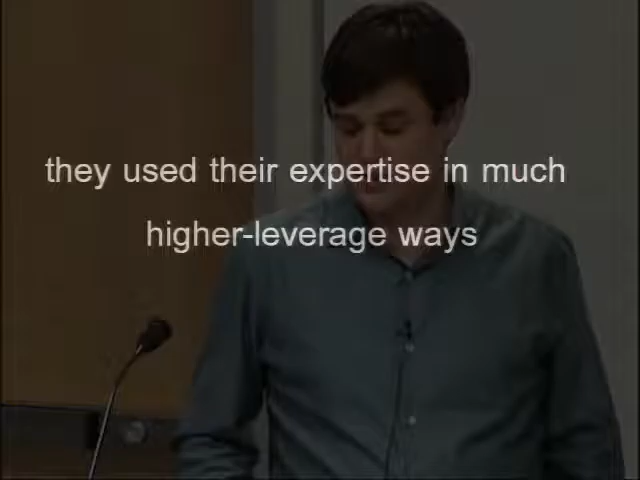 they used their expertise in much
higher-leverage ways